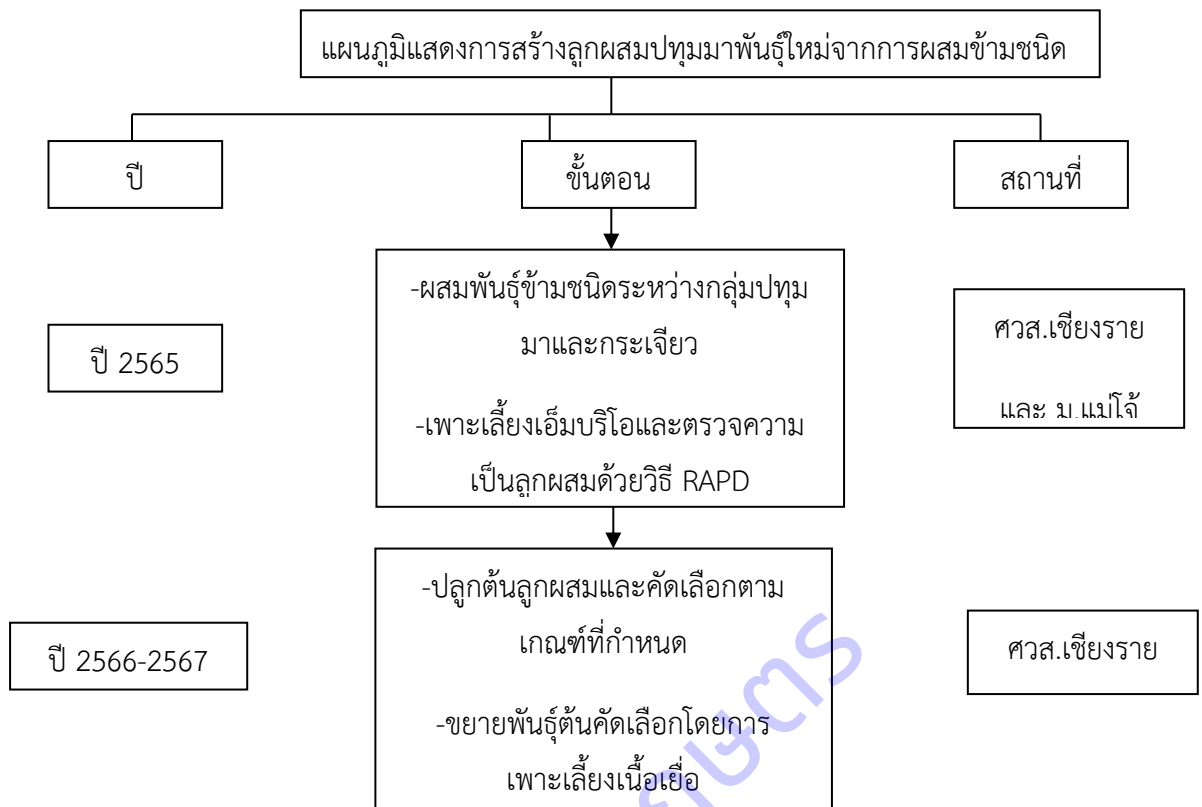 แผนภูมิแสดงการสร้างลูกผสมปทุมมาพันธุ์ใหม่จากการผสมข้ามชนิด
ปี
ขั้นตอน
สถานที่
ปี 2565
-ผสมพันธุ์ข้ามชนิดระหว่างกลุ่มปทุม
มาและกระเจียว
-เพาะเลี้ยงเอ็มบริโอและตรวจความ
เป็นลูกผสมด้วยวิธี RAPD
ศวส.เชียงราย
และ ม.แม่โจ้
ปี 2566-2567
-ปลูกต้นลูกผสมและคัดเลือกตาม
เกณฑ์ที่กำหนด
-ขยายพันธุ์ต้นคัดเลือกโดยการ
เพาะเลี้ยงเนื้อเยื่อ
ศวส.เชียงราย